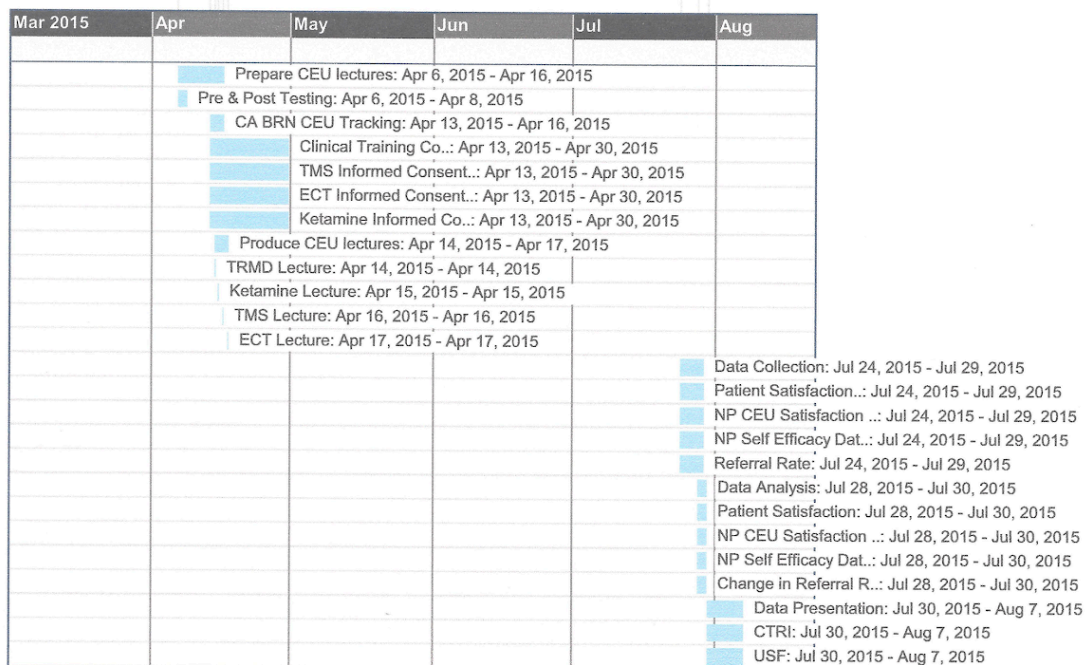 Mar 2015 Apr May Jun Jul Aug
Prepare CEU lectures: Apr 6, 2015 - Apr 16, 2015
Pre & Post Testing: Apr 6, 2015 - Apr 8, 2015
CA BRN CEU Tracking: Apr 13, 2015 - Apr 16, 2015
Clinical Training Co..: Apr 13, 2015 - Apr 30, 2015
TMS Informed Consent..: Apr 13, 2015 - Apr 30, 2015
ECT Informed Consent..: Apr 13, 2015 - Apr 30, 2015
Ketamine Informed Co..: Apr 13, 2015 - Apr 30, 2015
Produce CEU lectures: Apr 14, 2015 - Apr 17, 2015
TRMD Lecture: Apr 14, 2015 - Apr 14, 2015
Ketamine Lecture: Apr 15, 2015 - Apr 15, 2015
TMS Lecture: Apr 16, 2015 - Apr 16, 2015
ECT Lecture: Apr 17, 2015 - Apr 17, 2015
Data Collection: Jul 24, 2015 - Jul 29, 2015
Patient Satisfaction..: Jul 24, 2015 - Jul 29, 2015
NP CEU Satisfaction ..: Jul 24, 2015 - Jul 29, 2015
NP Self Efficacy Dat..: Jul 24, 2015 - Jul 29, 2015
Referral Rate: Jul 24, 2015 - Jul 29, 2015
Data Analysis: Jul 28, 2015 - Jul 30, 2015
Patient Satisfaction: Jul 28, 2015 - Jul 30, 2015
NP CEU Satisfaction ..: Jul 28, 2015 - Jul 30, 2015
NP Self Efficacy Dat..: Jul 28, 2015 - Jul 30, 2015
Change in Referral R..: Jul 28, 2015 - Jul 30, 2015
Data Presentation: Jul 30, 2015 - Aug 7, 2015
CTRI: Jul 30, 2015 - Aug 7, 2015
USF: Jul 30, 2015 - Aug 7, 2015